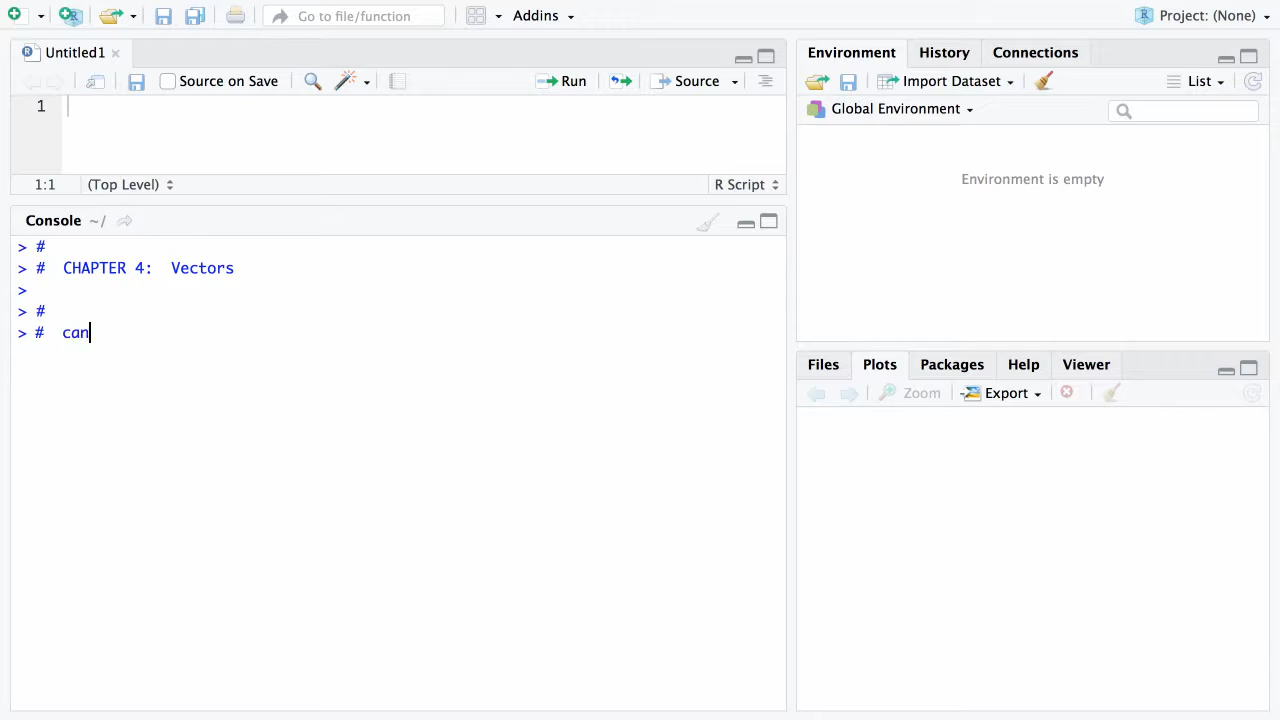 Go to file/function
Addins
Project: (None)
Untitled1
Source on Save
Run
Source
1
1:1
(Top Level)
R Script
Console ~/
> #
> #  CHAPTER 4:  Vectors
>
> #
> #  can
Environment
History
Connections
Import Dataset
List
Global Environment
Environment is empty
Files
Plots
Packages
Help
Viewer
Zoom
Export